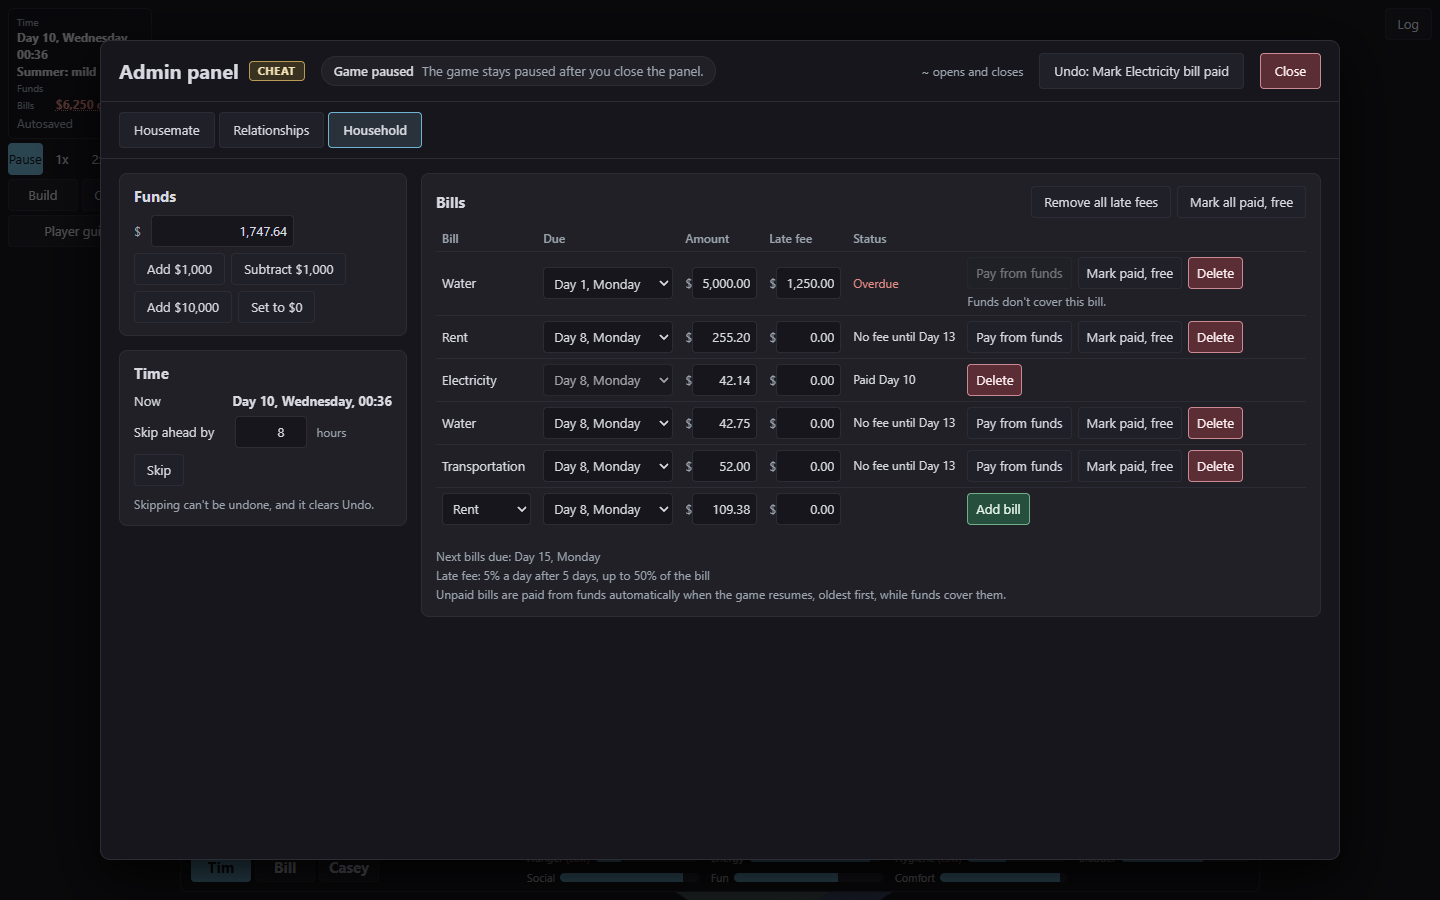 Time
Day 10, Wednesday
00:36
Summer: mild
Funds
Bills $6,250
Autosaved
Pause 1x
Build
Player gui
Log
Admin panel CHEAT Game paused The game stays paused after you close the panel. ~ opens and closes Undo: Mark Electricity bill paid Close
Housemate Relationships Household
Funds
$ 1,747.64
Add $1,000 Subtract $1,000
Add $10,000 Set to $0
Time
Now Day 10, Wednesday, 00:36
Skip ahead by 8 hours
Skip
Skipping can't be undone, and it clears Undo.
Bills Remove all late fees Mark all paid, free
Bill Due Amount Late fee Status
Water Day 1, Monday $ 5,000.00 $ 1,250.00 Overdue Pay from funds Mark paid, free Delete
Funds don't cover this bill.
Rent Day 8, Monday $ 255.20 $ 0.00 No fee until Day 13 Pay from funds Mark paid, free Delete
Electricity Day 8, Monday $ 42.14 $ 0.00 Paid Day 10 Delete
Water Day 8, Monday $ 42.75 $ 0.00 No fee until Day 13 Pay from funds Mark paid, free Delete
Transportation Day 8, Monday $ 52.00 $ 0.00 No fee until Day 13 Pay from funds Mark paid, free Delete
Rent Day 8, Monday $ 109.38 $ 0.00 Add bill
Next bills due: Day 15, Monday
Late fee: 5% a day after 5 days, up to 50% of the bill
Unpaid bills are paid from funds automatically when the game resumes, oldest first, while funds cover them.
Tim Bill Casey
Social Fun Comfort